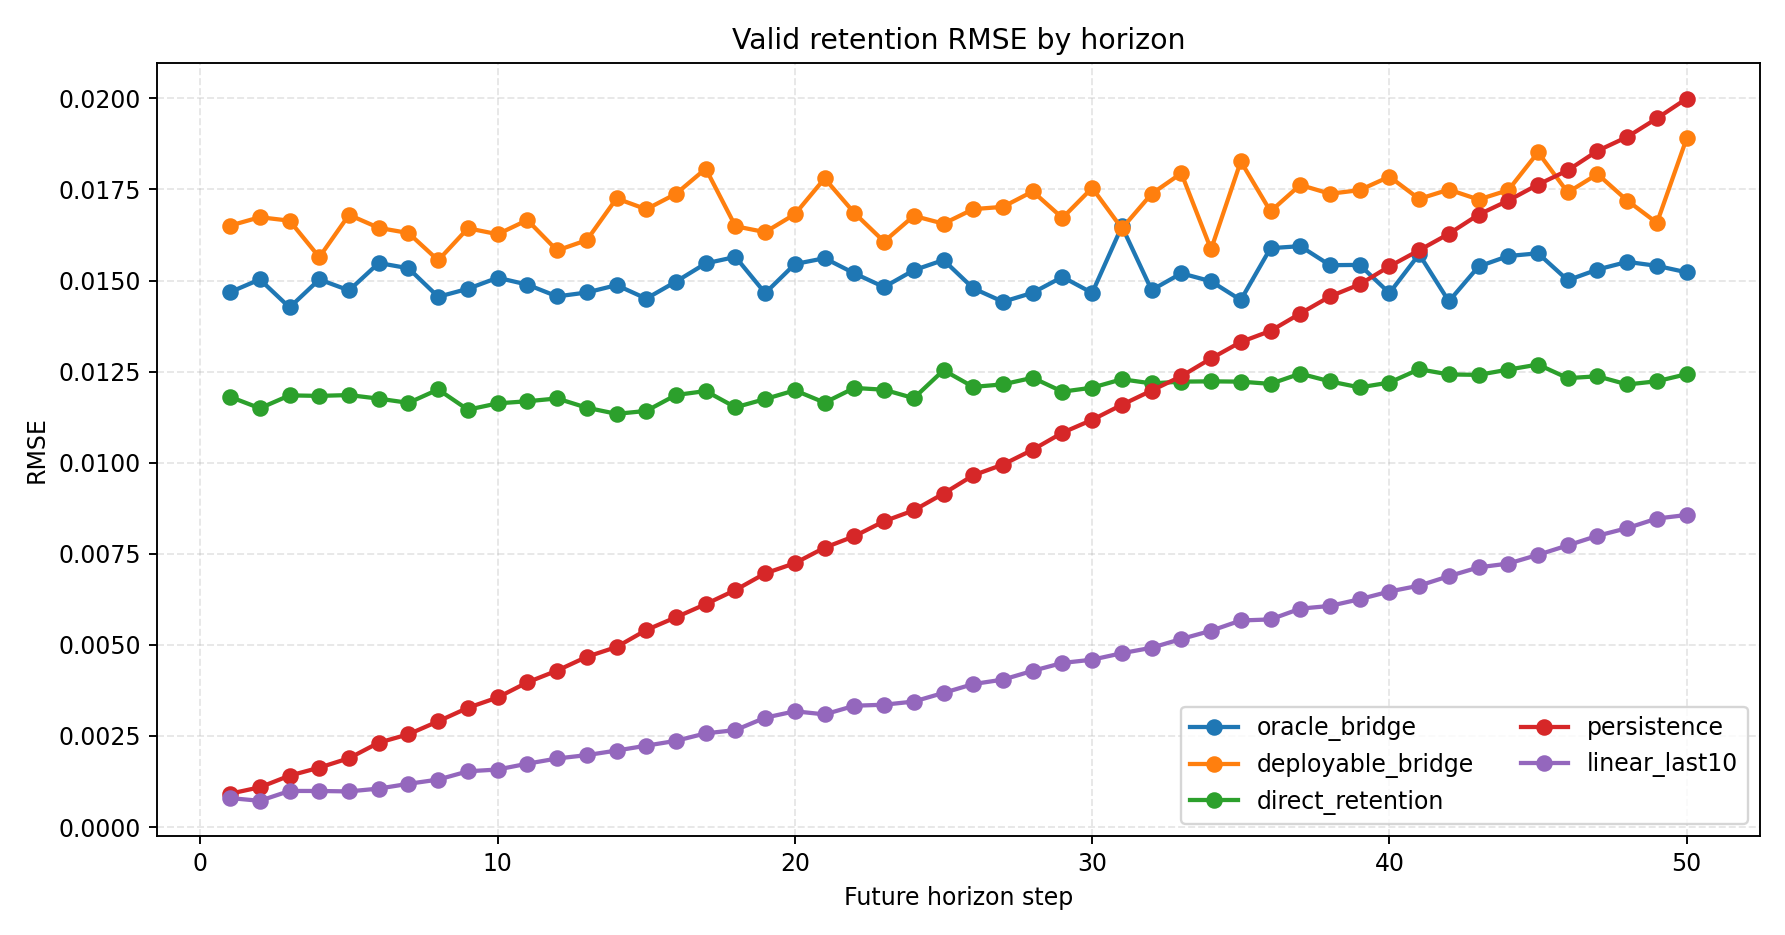 Valid retention RMSE by horizon
RMSE
0.0200
0.0175
0.0150
0.0125
0.0100
0.0075
0.0050
0.0025
0.0000
0 10 20 30 40 50
Future horizon step
oracle_bridge
deployable_bridge
direct_retention
persistence
linear_last10